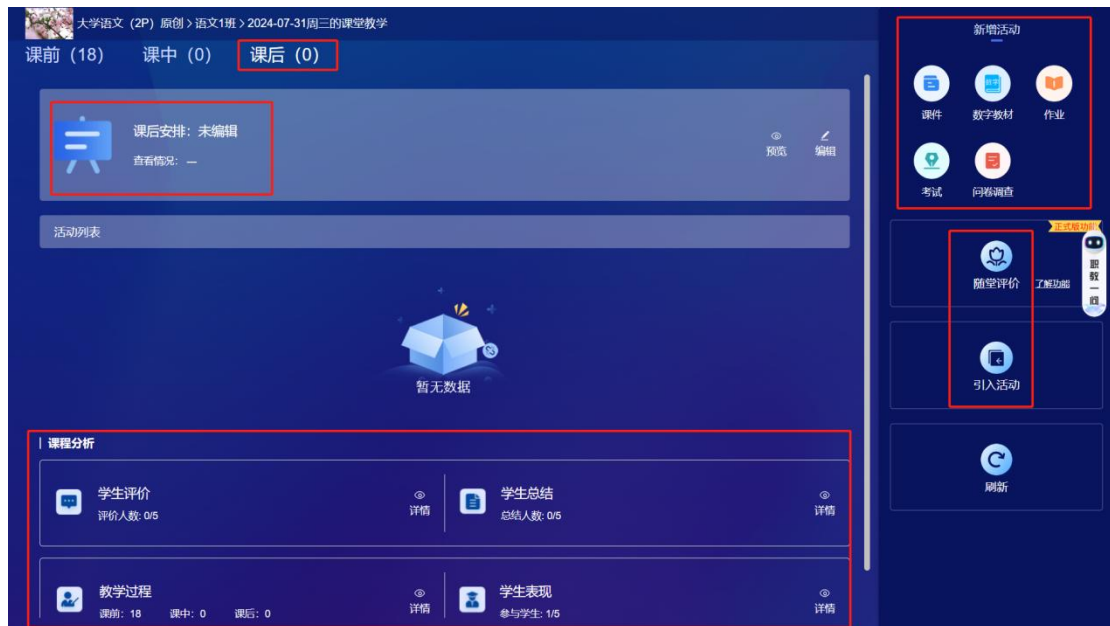 大学语文（2P）原创 > 语文1班 > 2024-07-31周三的课堂教学
课前（18） 课中（0） 课后（0）
课后安排：未编辑
查看情况：—
预览 编辑
活动列表
暂无数据
课程分析
学生评价
评价人数: 0/5
详情
学生总结
总结人数: 0/5
详情
教学过程
课前：18 课中：0 课后：0
详情
学生表现
参与学生: 1/5
详情
新增活动
课件 数字教材 作业
考试 问卷调查
正式版功能
随堂评价 了解功能
职教一问
引入活动
刷新